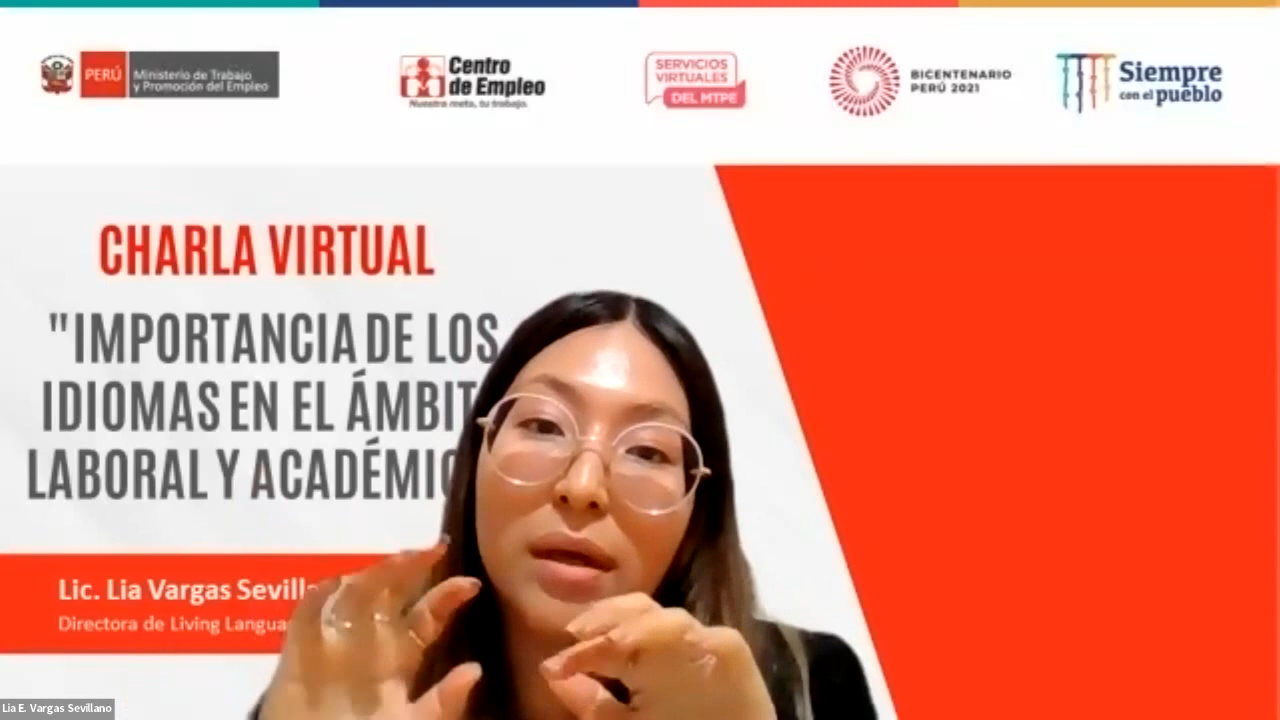 PERÚ
Ministerio de Trabajo
y Promoción del Empleo
Centro
de Empleo
Nuestra meta, tu trabajo.
SERVICIOS
VIRTUALES
DEL MTPE
BICENTENARIO
PERÚ 2021
Siempre
con el pueblo
CHARLA VIRTUAL
"IMPORTANCIA DE LOS
IDIOMAS EN EL ÁMBIT
LABORAL Y ACADÉMIC
Lic. Lia Vargas Sevilla
Directora de Living Langua
Lia E. Vargas Sevillano